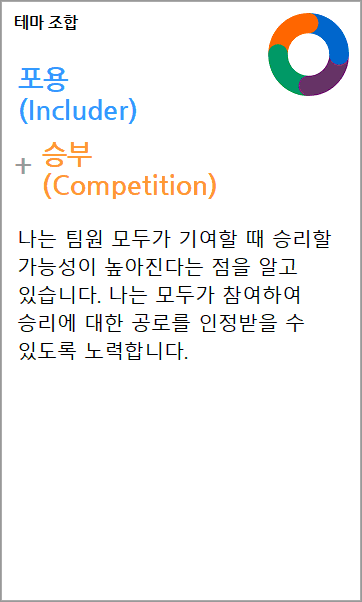 테마 조합
포용
(Includer)
+ 승부
(Competition)
나는 팀원 모두가 기여할 때 승리할
가능성이 높아진다는 점을 알고
있습니다. 나는 모두가 참여하여
승리에 대한 공로를 인정받을 수
있도록 노력합니다.